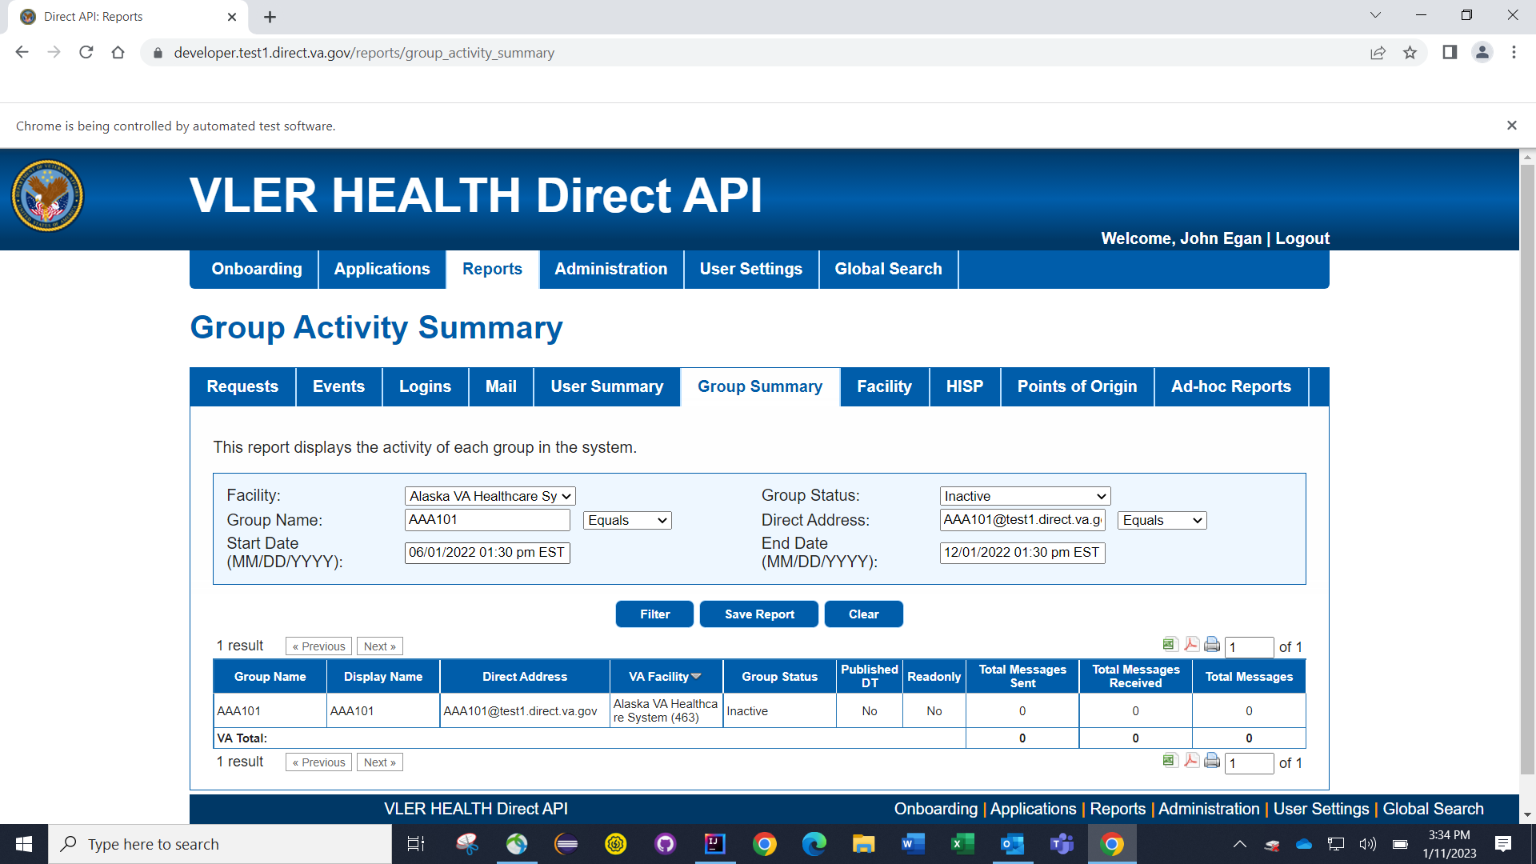 Direct API: Reports
developer.test1.direct.va.gov/reports/group_activity_summary
Chrome is being controlled by automated test software.
VLER HEALTH Direct API
Welcome, John Egan | Logout
Onboarding Applications Reports Administration User Settings Global Search
Group Activity Summary
Requests Events Logins Mail User Summary Group Summary Facility HISP Points of Origin Ad-hoc Reports
This report displays the activity of each group in the system.
Facility: Alaska VA Healthcare Sy Group Status: Inactive
Group Name: AAA101 Equals Direct Address: AAA101@test1.direct.va.g Equals
Start Date (MM/DD/YYYY): 06/01/2022 01:30 pm EST End Date (MM/DD/YYYY): 12/01/2022 01:30 pm EST
Filter Save Report Clear
1 result « Previous Next » 1 of 1
Group Name Display Name Direct Address VA Facility Group Status Published DT Readonly Total Messages Sent Total Messages Received Total Messages
AAA101 AAA101 AAA101@test1.direct.va.gov Alaska VA Healthca re System (463) Inactive No No 0 0 0
VA Total: 0 0 0
1 result « Previous Next » 1 of 1
VLER HEALTH Direct API Onboarding | Applications | Reports | Administration | User Settings | Global Search
Type here to search
3:34 PM
1/11/2023